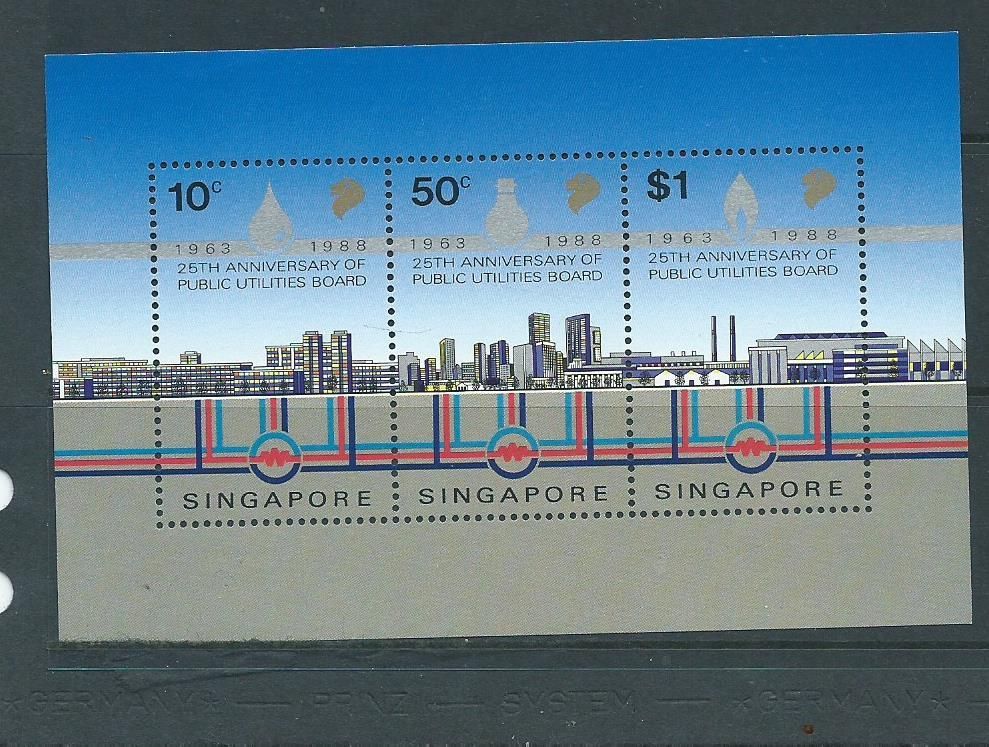 10c
1963 1988
25TH ANNIVERSARY OF
PUBLIC UTILITIES BOARD
SINGAPORE
50c
1963 1988
25TH ANNIVERSARY OF
PUBLIC UTILITIES BOARD
SINGAPORE
$1
1963 1988
25TH ANNIVERSARY OF
PUBLIC UTILITIES BOARD
SINGAPORE
*GERMANY* — PRINZ — SYSTEM — *GERMANY*